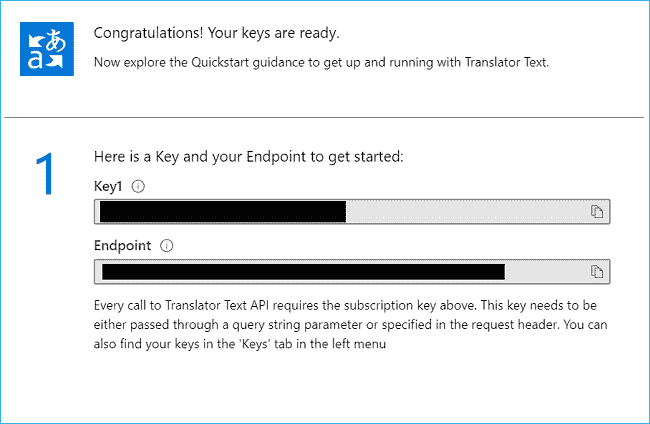 あ
a
Congratulations! Your keys are ready.
Now explore the Quickstart guidance to get up and running with Translator Text.
1
Here is a Key and your Endpoint to get started:
Key1
Endpoint
Every call to Translator Text API requires the subscription key above. This key needs to be
either passed through a query string parameter or specified in the request header. You can
also find your keys in the 'Keys' tab in the left menu